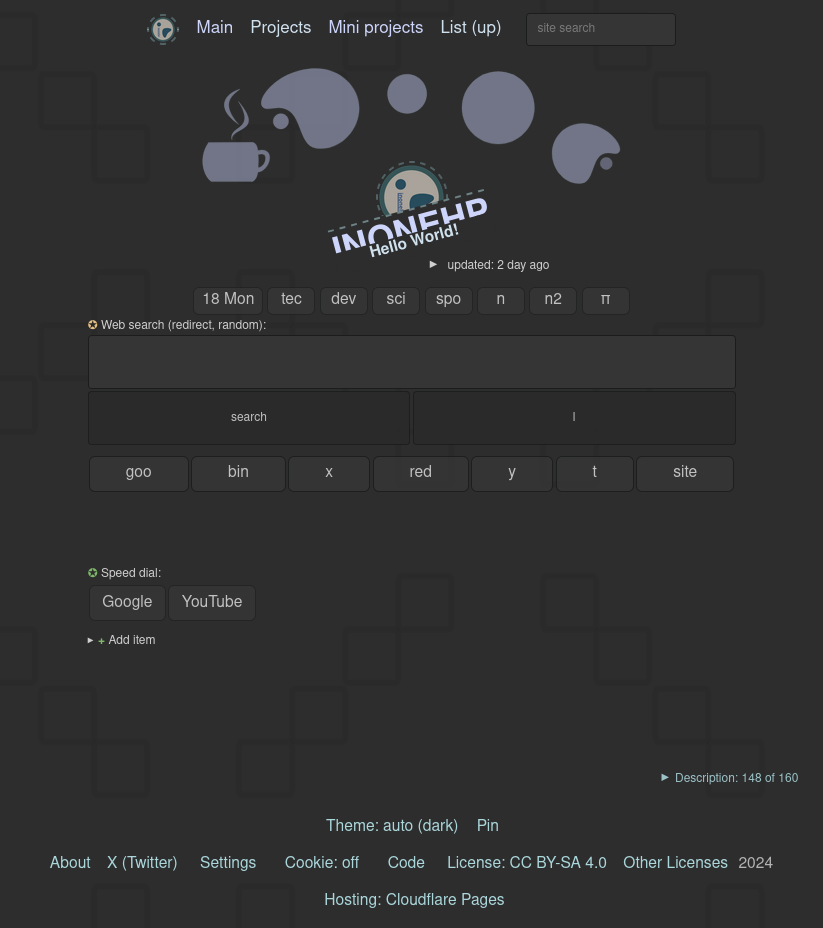 Main Projects Mini projects List (up) site search
INONEHP
Hello World!
► updated: 2 day ago
18 Mon tec dev sci spo n n2 π
✪ Web search (redirect, random):
search I
goo bin x red y t site
✪ Speed dial:
Google YouTube
► + Add item
► Description: 148 of 160
Theme: auto (dark) Pin
About X (Twitter) Settings Cookie: off Code License: CC BY-SA 4.0 Other Licenses 2024
Hosting: Cloudflare Pages